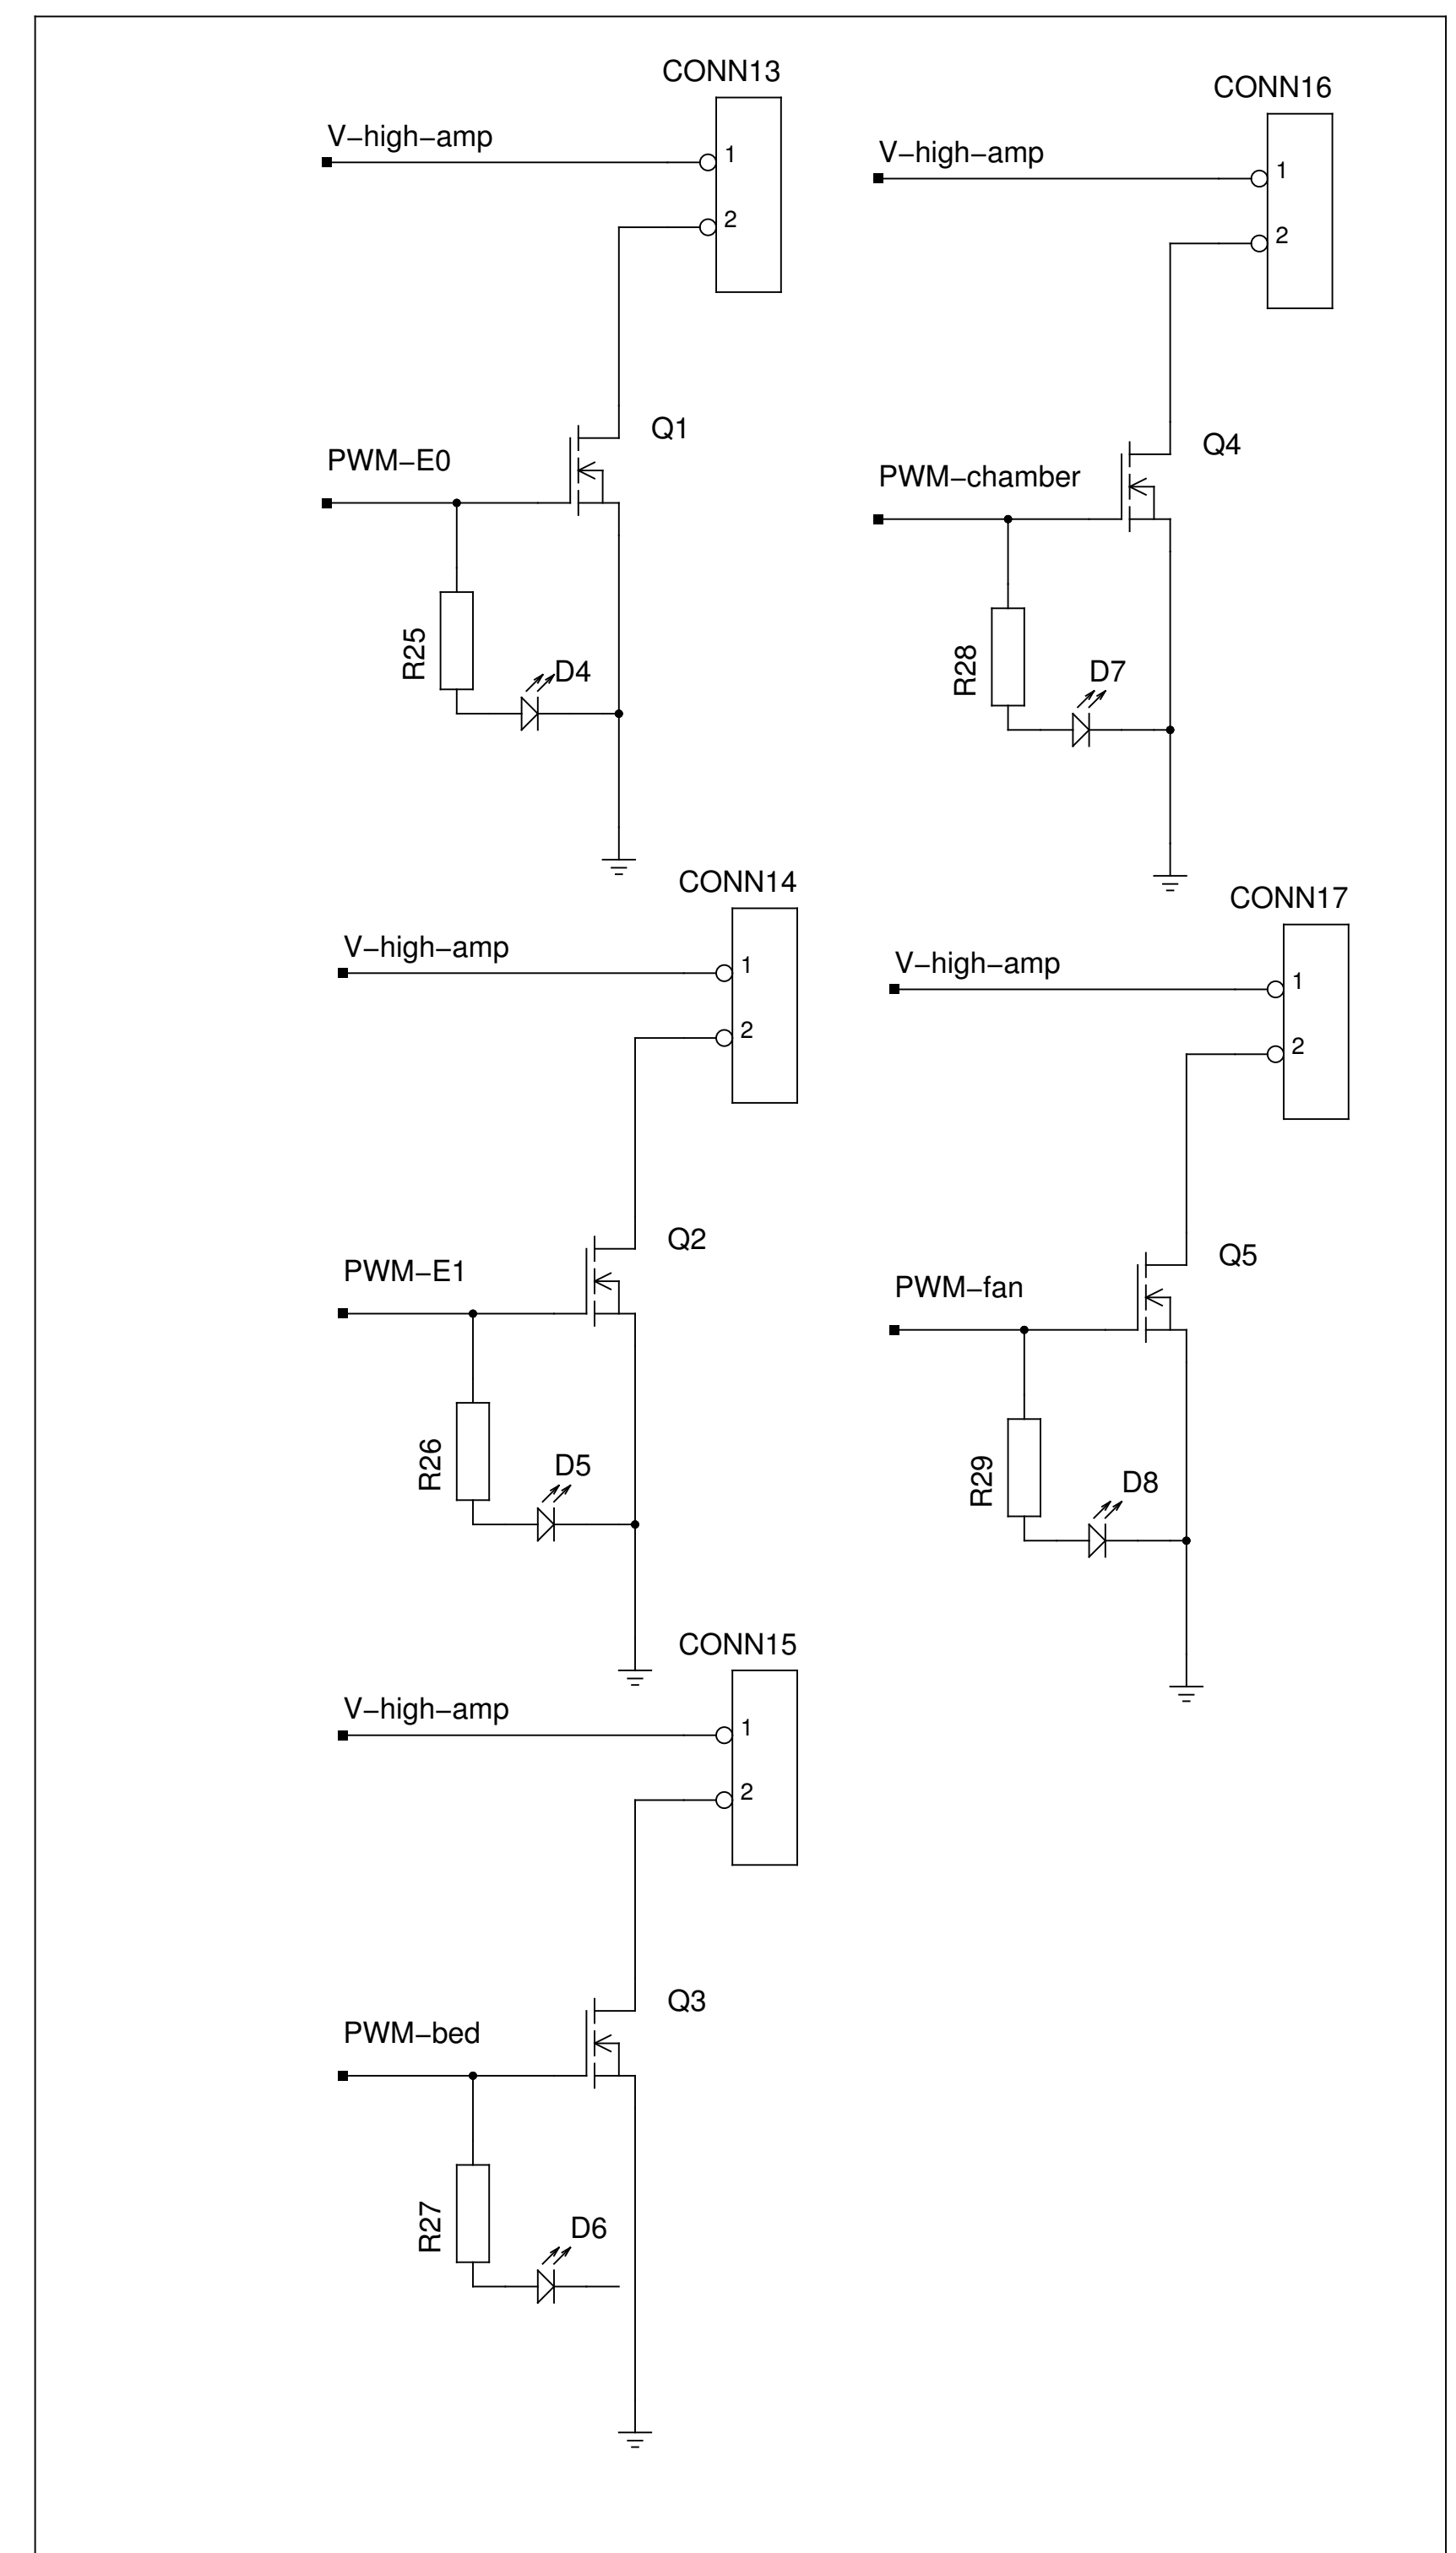 CONN13
V−high−amp
1
2
Q1
PWM−E0
R25
D4
CONN16
V−high−amp
1
2
Q4
PWM−chamber
R28
D7
CONN14
V−high−amp
1
2
Q2
PWM−E1
R26
D5
CONN17
V−high−amp
1
2
Q5
PWM−fan
R29
D8
CONN15
V−high−amp
1
2
Q3
PWM−bed
R27
D6